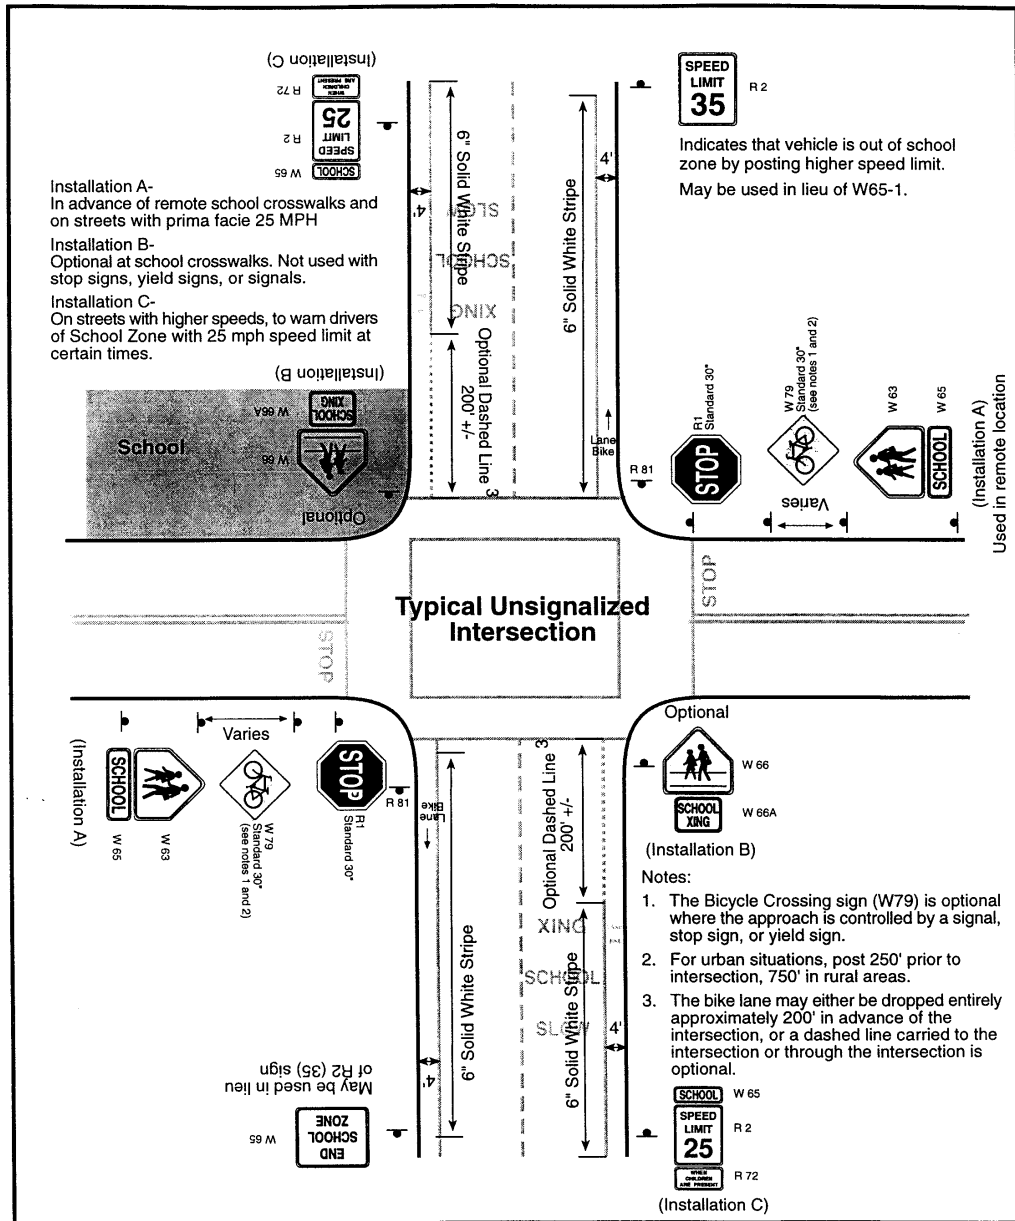 (Installation C)
WHEN
CHILDREN
ARE PRESENT
R 72
SPEED
LIMIT
25
R 2
SCHOOL
W 65
SPEED
LIMIT
35
R 2
Indicates that vehicle is out of school
zone by posting higher speed limit.
May be used in lieu of W65-1.
Installation A-
In advance of remote school crosswalks and
on streets with prima facie 25 MPH
Installation B-
Optional at school crosswalks. Not used with
stop signs, yield signs, or signals.
Installation C-
On streets with higher speeds, to warn drivers
of School Zone with 25 mph speed limit at
certain times.
6" Solid White Stripe
4'
SLOW
SCHOOL
XING
Optional Dashed Line 3
200' +/-
6" Solid White Stripe
4'
Lane
Bike
(Installation B)
SCHOOL
XING
W 66A
W 66
Optional
School
R 81
STOP
R1
Standard 30"
W 79
Standard 30"
(see notes 1 and 2)
Varies
W 63
SCHOOL
W 65
(Installation A)
Used in remote location
STOP
Typical Unsignalized
Intersection
STOP
(Installation A)
SCHOOL
W 65
W 63
Varies
W 79
Standard 30"
(see notes 1 and 2)
STOP
R1
Standard 30"
R 81
Lane
Bike
6" Solid White Stripe
4'
Optional Dashed Line 3
200' +/-
XING
SCHOOL
SLOW
6" Solid White Stripe
4'
Optional
W 66
SCHOOL
XING
W 66A
(Installation B)
Notes:
1. The Bicycle Crossing sign (W79) is optional
where the approach is controlled by a signal,
stop sign, or yield sign.
2. For urban situations, post 250' prior to
intersection, 750' in rural areas.
3. The bike lane may either be dropped entirely
approximately 200' in advance of the
intersection, or a dashed line carried to the
intersection or through the intersection is
optional.
May be used in lieu
of R2 (35) sign
END
SCHOOL
ZONE
W 65
SCHOOL
W 65
SPEED
LIMIT
25
R 2
WHEN
CHILDREN
ARE PRESENT
R 72
(Installation C)